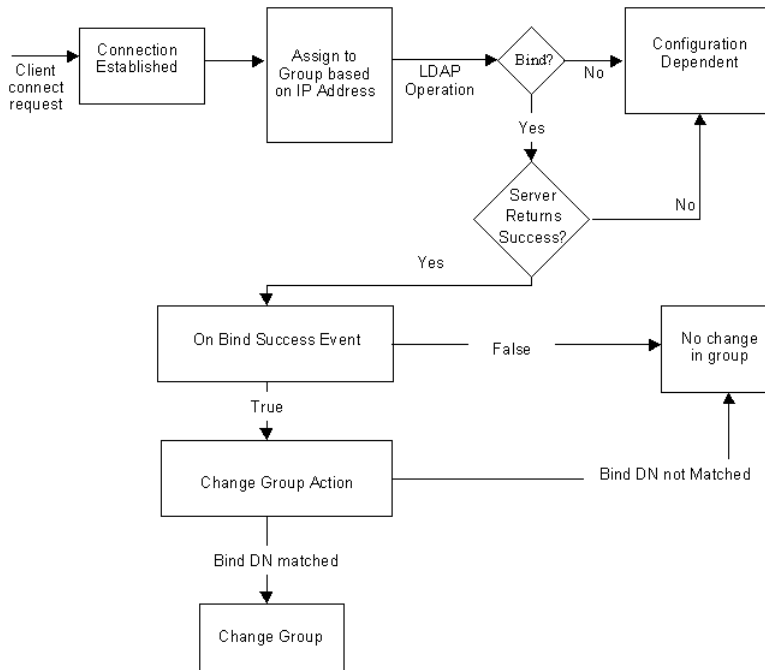 Client
connect
request
Connection
Established
Assign to
Group based
on IP Address
LDAP
Operation
Bind?
No
Configuration
Dependent
Yes
Server
Returns
Success?
No
Yes
On Bind Success Event
False
No change
in group
True
Change Group Action
Bind DN not Matched
Bind DN matched
Change Group